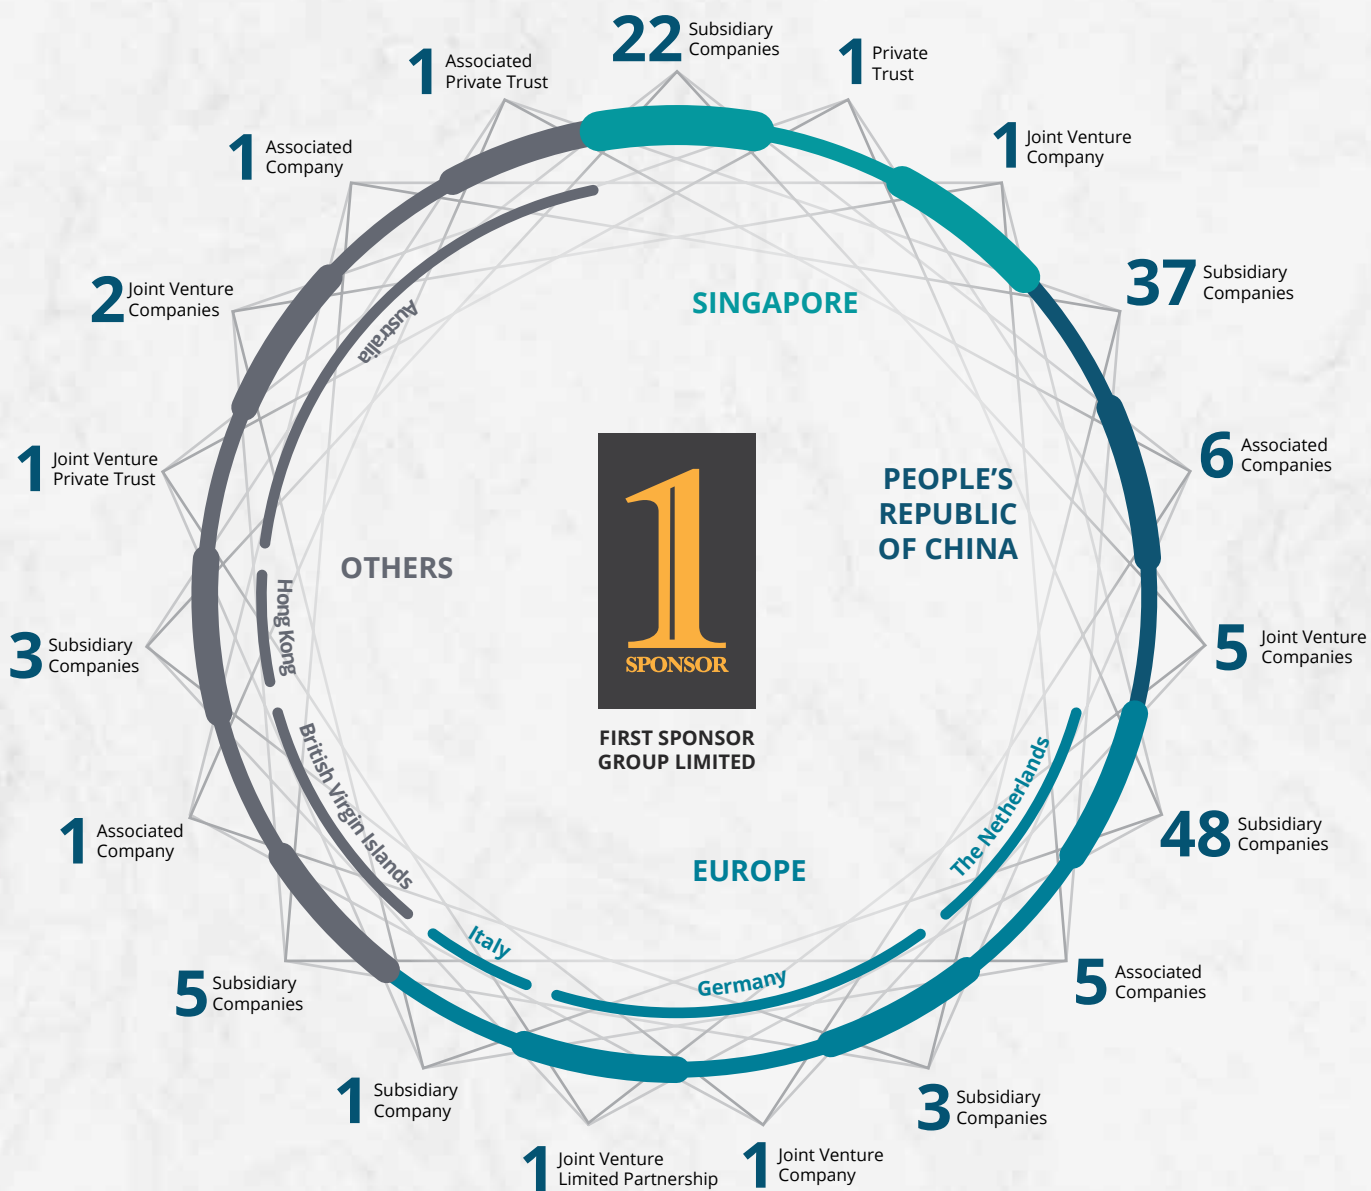 22 Subsidiary
Companies
1 Private
Trust
1 Joint Venture
Company
37 Subsidiary
Companies
6 Associated
Companies
5 Joint Venture
Companies
48 Subsidiary
Companies
5 Associated
Companies
3 Subsidiary
Companies
1 Joint Venture
Company
1 Joint Venture
Limited Partnership
1 Subsidiary
Company
5 Subsidiary
Companies
1 Associated
Company
3 Subsidiary
Companies
1 Joint Venture
Private Trust
2 Joint Venture
Companies
1 Associated
Company
1 Associated
Private Trust
SINGAPORE
PEOPLE’S
REPUBLIC
OF CHINA
EUROPE
The Netherlands
Germany
Italy
OTHERS
British Virgin Islands
Hong Kong
Australia
1
SPONSOR
FIRST SPONSOR
GROUP LIMITED